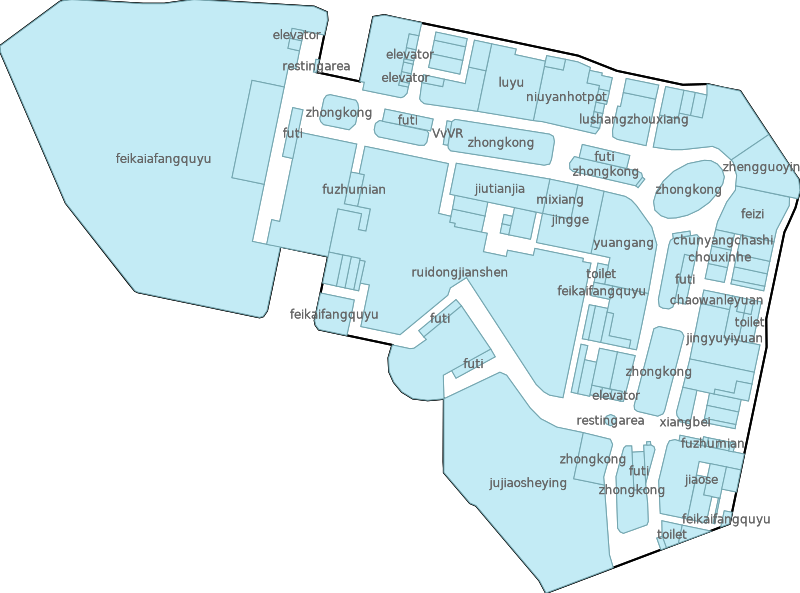 elevator
elevator
restingarea
elevator
luyu
niuyanhotpot
zhongkong
futi
lushangzhouxiang
futi
VVVR
zhongkong
feikaiafangquyu
futi
zhongkong
zhengguoyin
fuzhumian
jiutianjia
mixiang
zhongkong
jingge
feizi
yuangang
chunyangchashi
chouxinhe
ruidongjianshen
toilet
futi
feikaifangquyu
chaowanleyuan
feikaifangquyu
futi
toilet
jingyuyiyuan
futi
zhongkong
elevator
restingarea
xiangbei
fuzhumian
zhongkong
futi
jujiaosheying
zhongkong
jiaose
feikaifangquyu
toilet